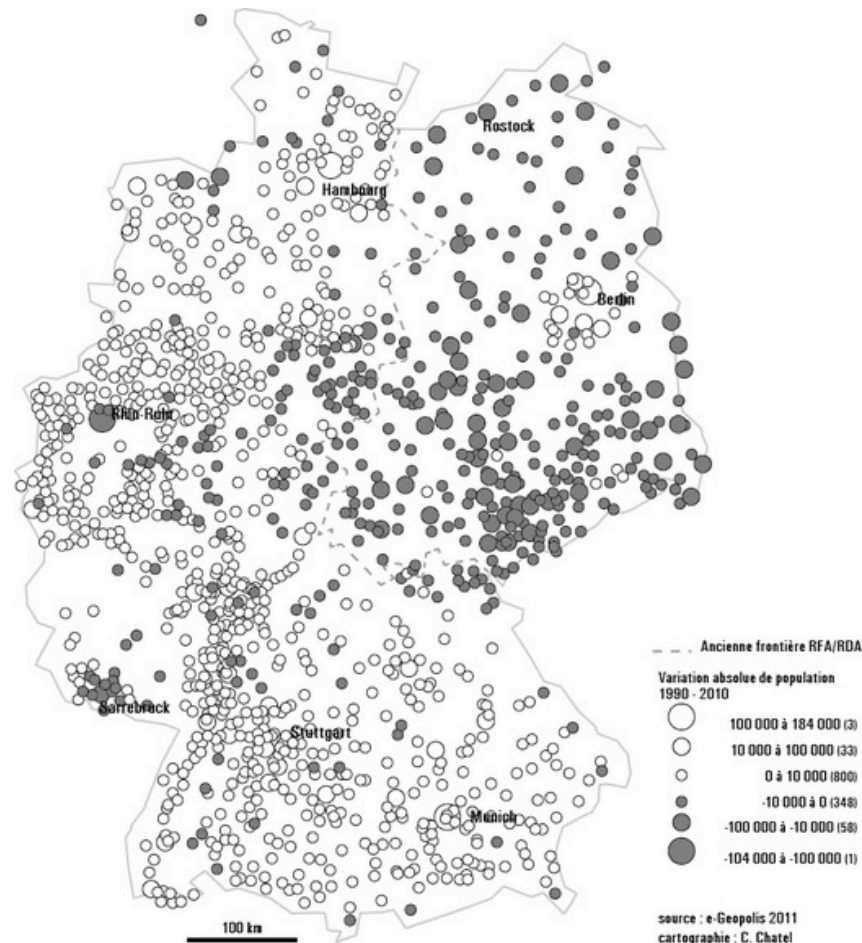 Rostock
Hambourg
Berlin
Rhin-Ruhr
Sarrebruck
Stuttgart
Munich
Ancienne frontière RFA/RDA
Variation absolue de population
1990 - 2010
100 000 à 184 000 (3)
10 000 à 100 000 (33)
0 à 10 000 (800)
-10 000 à 0 (348)
-100 000 à -10 000 (58)
-104 000 à -100 000 (1)
100 km
source : e-Geopolis 2011
cartographie : C. Chatel